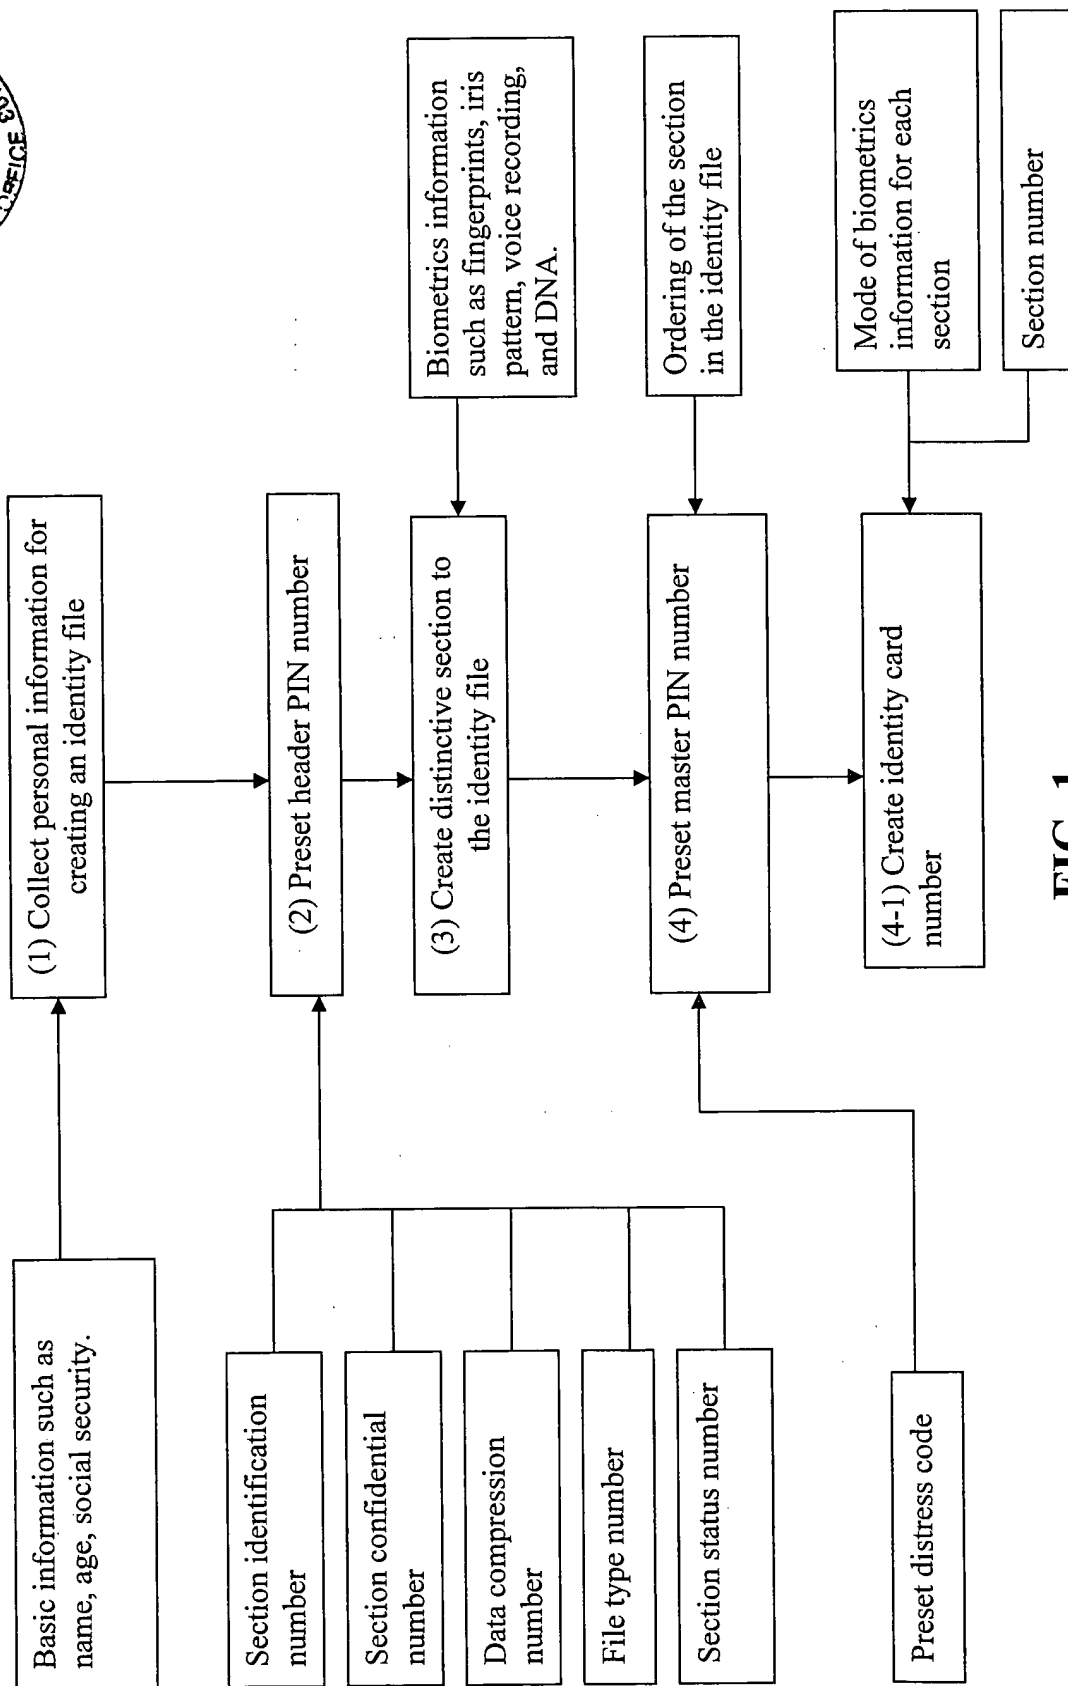 Basic information such as
name, age, social security.
(1) Collect personal information for
creating an identity file
Section identification
number
Section confidential
number
Data compression
number
File type number
Section status number
(2) Preset header PIN number
(3) Create distinctive section to
the identity file
Biometrics information
such as fingerprints, iris
pattern, voice recording,
and DNA.
Preset distress code
(4) Preset master PIN number
Ordering of the section
in the identity file
(4-1) Create identity card
number
Mode of biometrics
information for each
section
Section number
FIG. 1
OFFICE